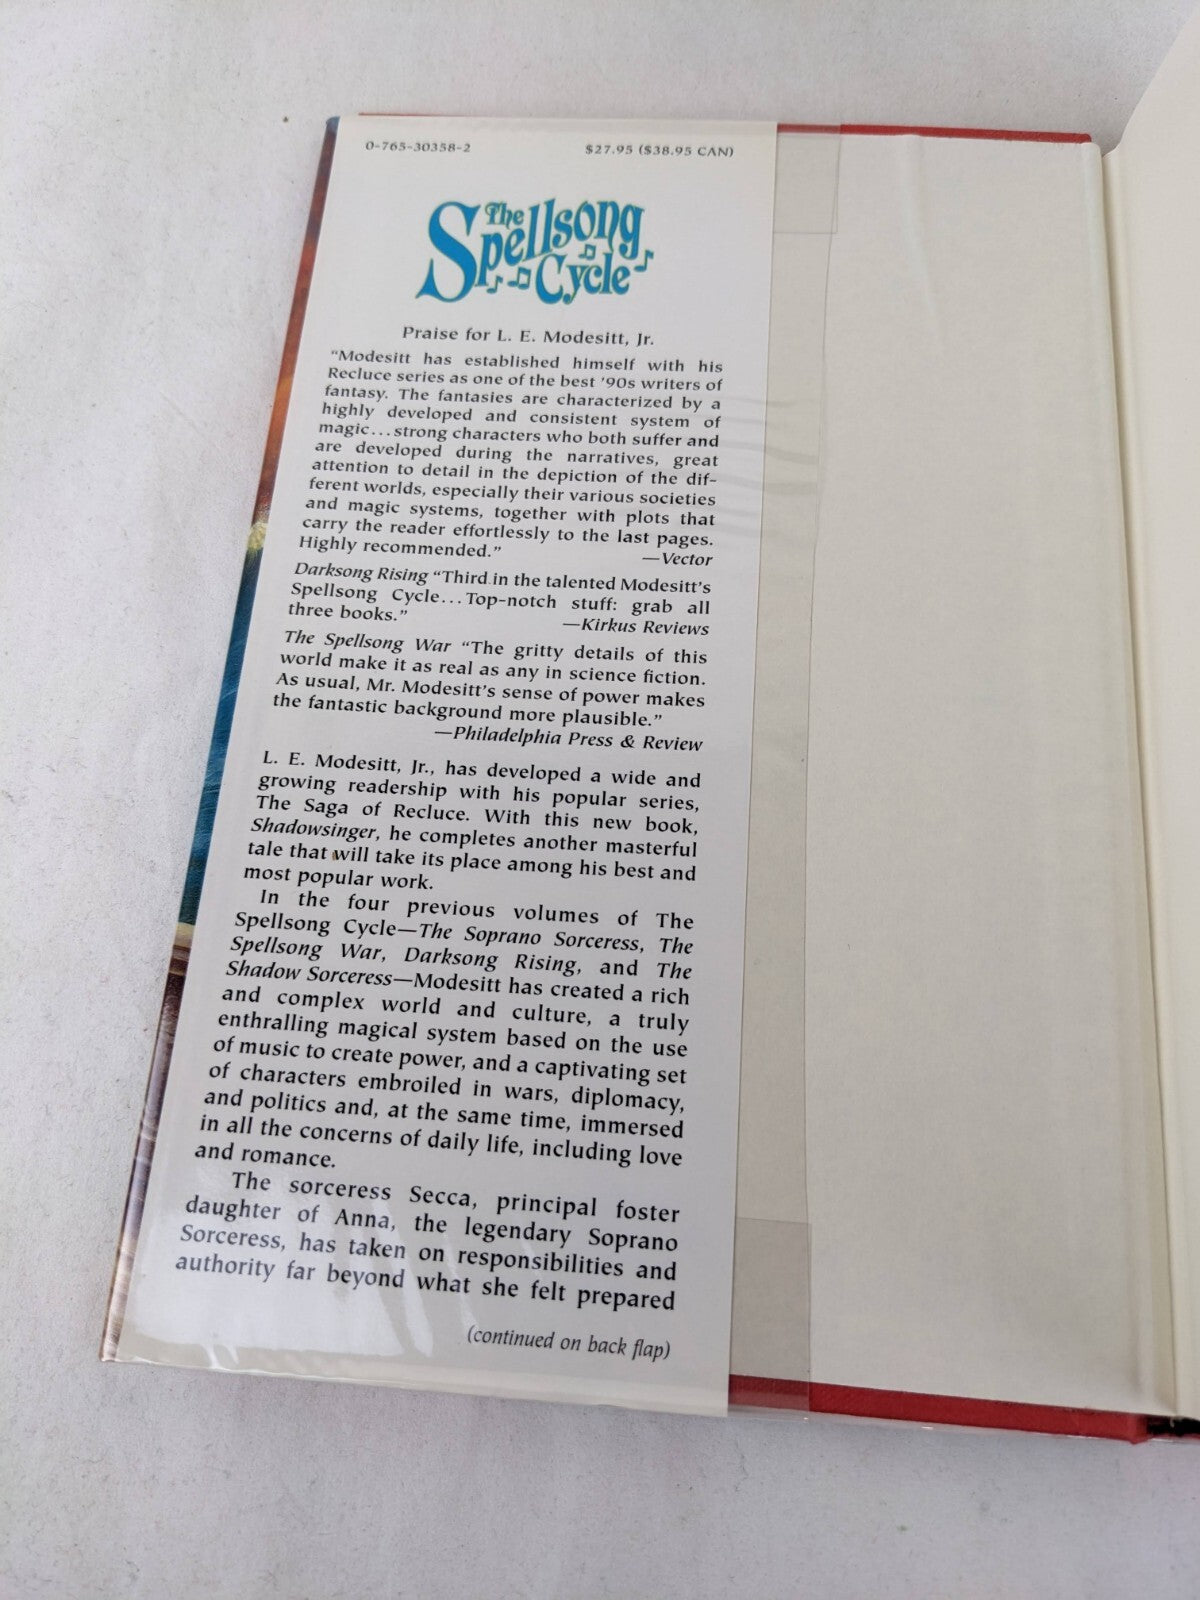 0-765-30358-2 $27.95 ($38.95 CAN)
The
Spellsong
Cycle
Praise for L. E. Modesitt, Jr.
“Modesitt has established himself with his
Recluce series as one of the best ’90s writers of
fantasy. The fantasies are characterized by a
highly developed and consistent system of
magic...strong characters who both suffer and
are developed during the narratives, great
attention to detail in the depiction of the dif-
ferent worlds, especially their various societies
and magic systems, together with plots that
carry the reader effortlessly to the last pages.
Highly recommended.” —Vector
Darksong Rising “Third in the talented Modesitt’s
Spellsong Cycle...Top-notch stuff: grab all
three books.” —Kirkus Reviews
The Spellsong War “The gritty details of this
world make it as real as any in science fiction.
As usual, Mr. Modesitt’s sense of power makes
the fantastic background more plausible.”
—Philadelphia Press & Review
L. E. Modesitt, Jr., has developed a wide and
growing readership with his popular series,
The Saga of Recluce. With this new book,
Shadowsinger, he completes another masterful
tale that will take its place among his best and
most popular work.
In the four previous volumes of The
Spellsong Cycle—The Soprano Sorceress, The
Spellsong War, Darksong Rising, and The
Shadow Sorceress—Modesitt has created a rich
and complex world and culture, a truly
enthralling magical system based on the use
of music to create power, and a captivating set
of characters embroiled in wars, diplomacy,
and politics and, at the same time, immersed
in all the concerns of daily life, including love
and romance.
The sorceress Secca, principal foster
daughter of Anna, the legendary Soprano
Sorceress, has taken on responsibilities and
authority far beyond what she felt prepared
(continued on back flap)